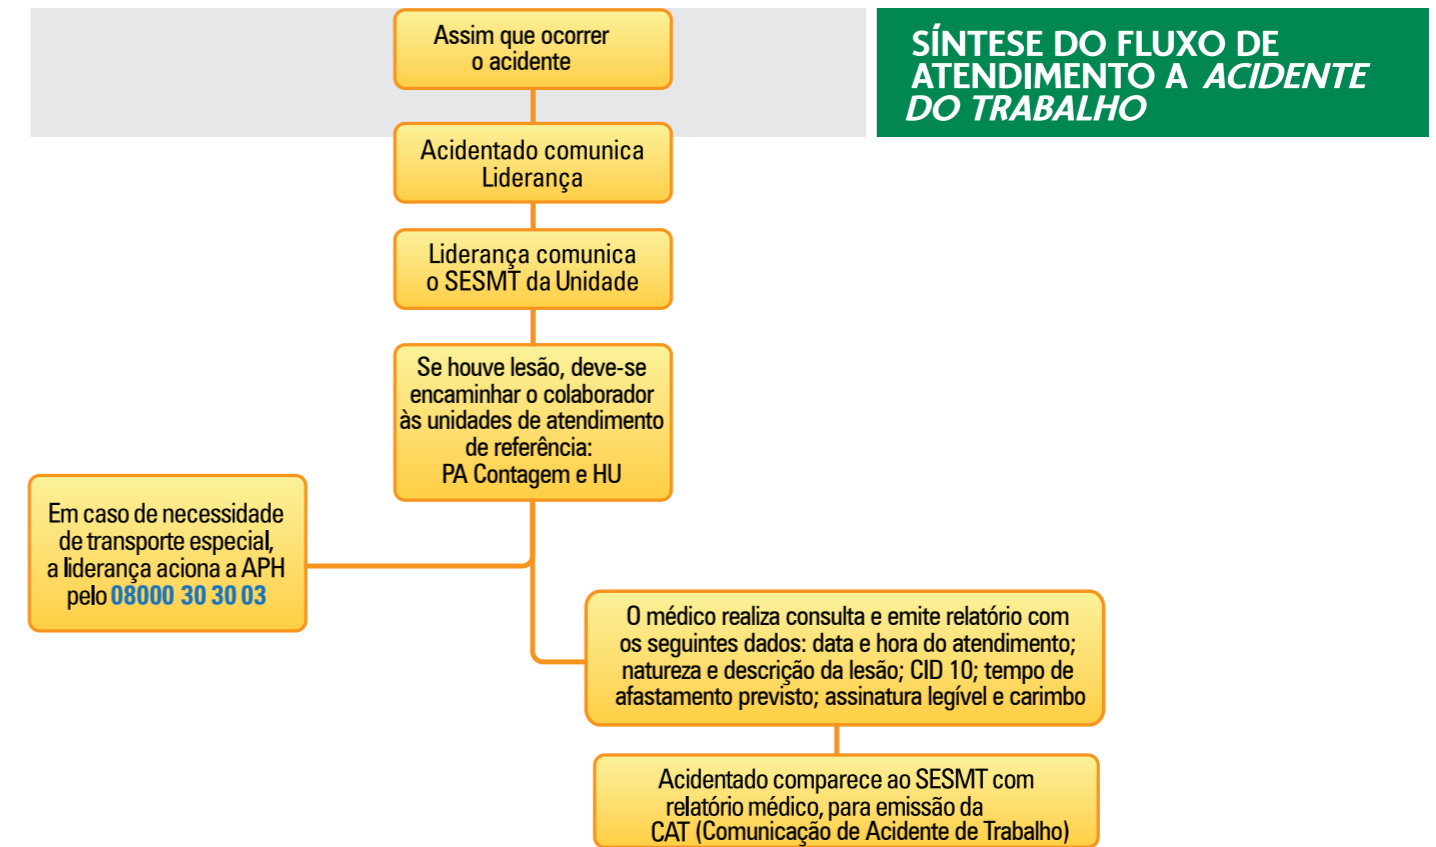 SÍNTESE DO FLUXO DE
ATENDIMENTO A ACIDENTE
DO TRABALHO
Assim que ocorrer
o acidente
Acidentado comunica
Liderança
Liderança comunica
o SESMT da Unidade
Se houve lesão, deve-se
encaminhar o colaborador
às unidades de atendimento
de referência:
PA Contagem e HU
Em caso de necessidade
de transporte especial,
a liderança aciona a APH
pelo 08000 30 30 03
O médico realiza consulta e emite relatório com
os seguintes dados: data e hora do atendimento;
natureza e descrição da lesão; CID 10; tempo de
afastamento previsto; assinatura legível e carimbo
Acidentado comparece ao SESMT com
relatório médico, para emissão da
CAT (Comunicação de Acidente de Trabalho)